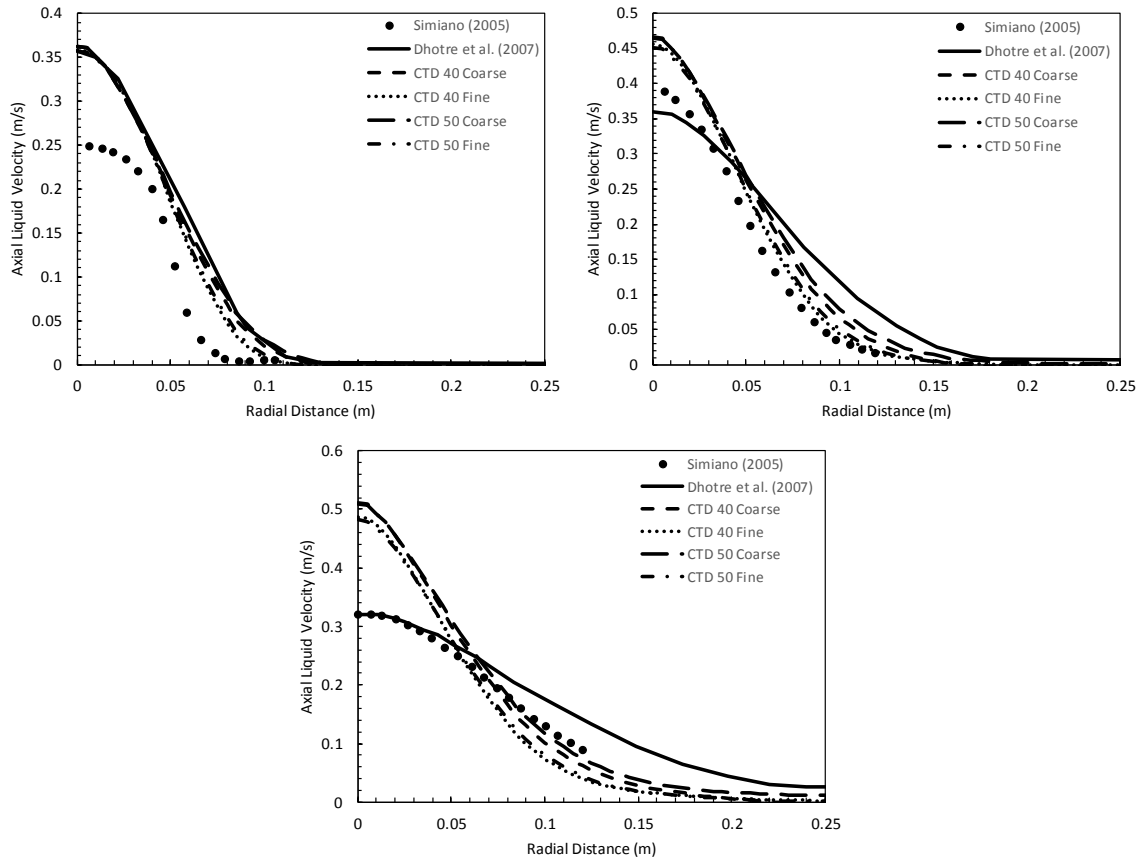 0.4
0.35
0.3
0.25
0.2
0.15
0.1
0.05
0
Axial Liquid Velocity (m/s)
0 0.05 0.1 0.15 0.2 0.25
Radial Distance (m)
Simiano (2005)
Dhotre et al. (2007)
CTD 40 Coarse
CTD 40 Fine
CTD 50 Coarse
CTD 50 Fine
0.5
0.45
0.4
0.35
0.3
0.25
0.2
0.15
0.1
0.05
0
Axial Liquid Velocity (m/s)
0 0.05 0.1 0.15 0.2 0.25
Radial Distance (m)
Simiano (2005)
Dhotre et al. (2007)
CTD 40 Coarse
CTD 40 Fine
CTD 50 Coarse
CTD 50 Fine
0.6
0.5
0.4
0.3
0.2
0.1
0
Axial Liquid Velocity (m/s)
0 0.05 0.1 0.15 0.2 0.25
Radial Distance (m)
Simiano (2005)
Dhotre et al. (2007)
CTD 40 Coarse
CTD 40 Fine
CTD 50 Coarse
CTD 50 Fine